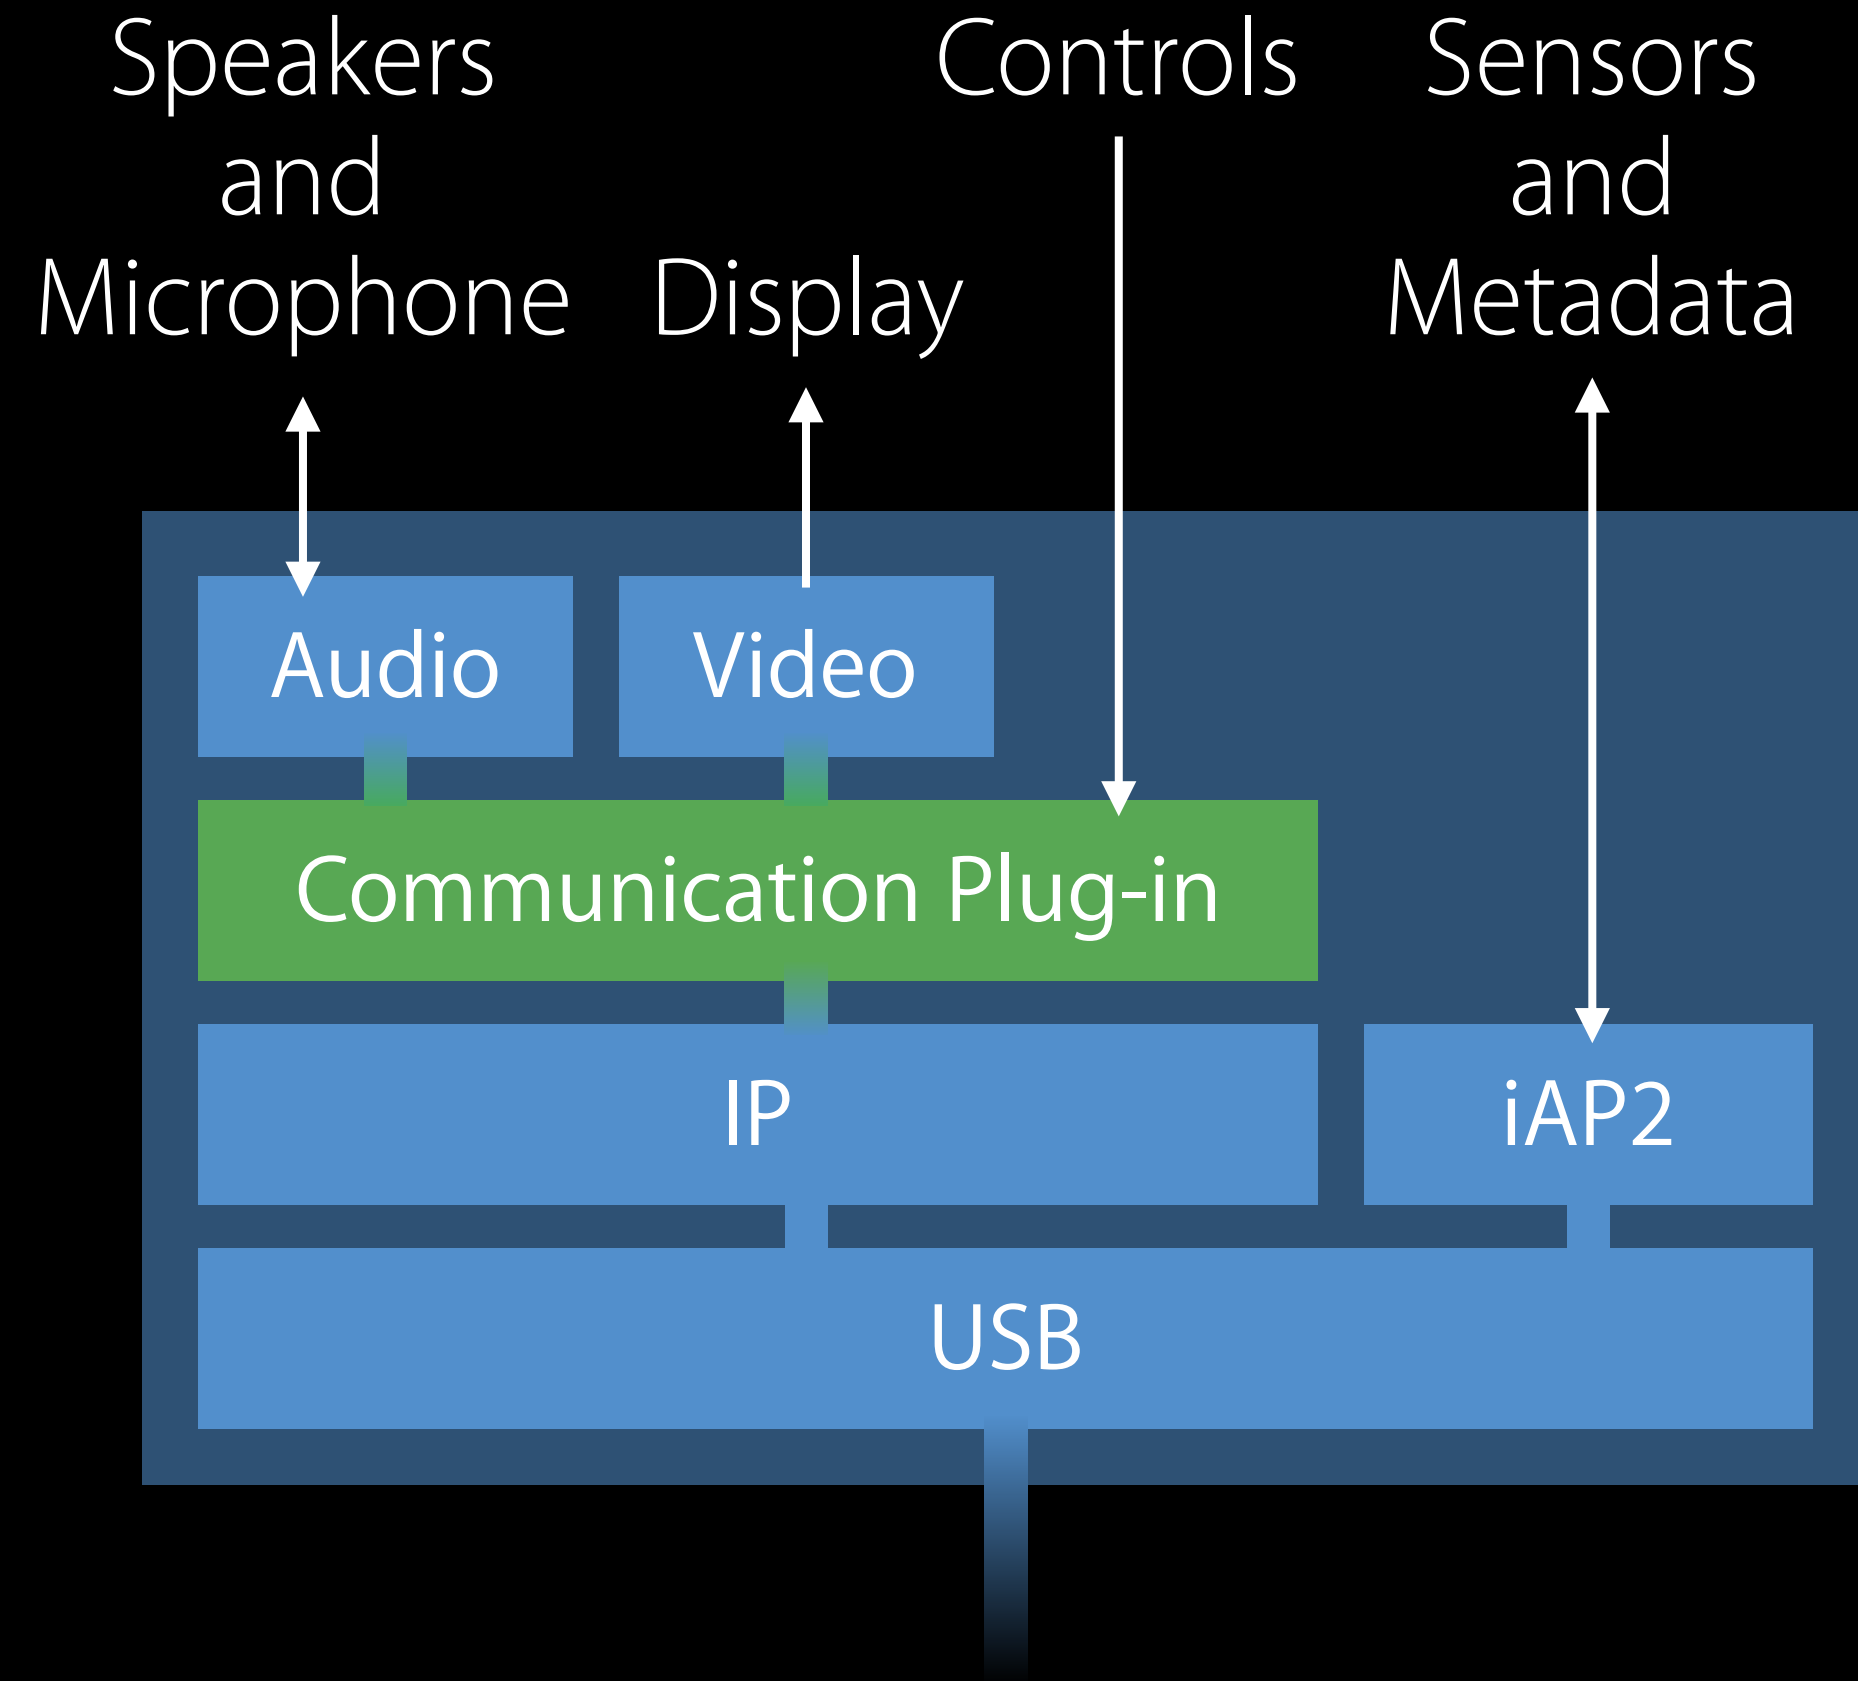 Speakers
and
Microphone
Display
Controls
Sensors
and
Metadata
Audio
Video
Communication Plug-in
IP
iAP2
USB